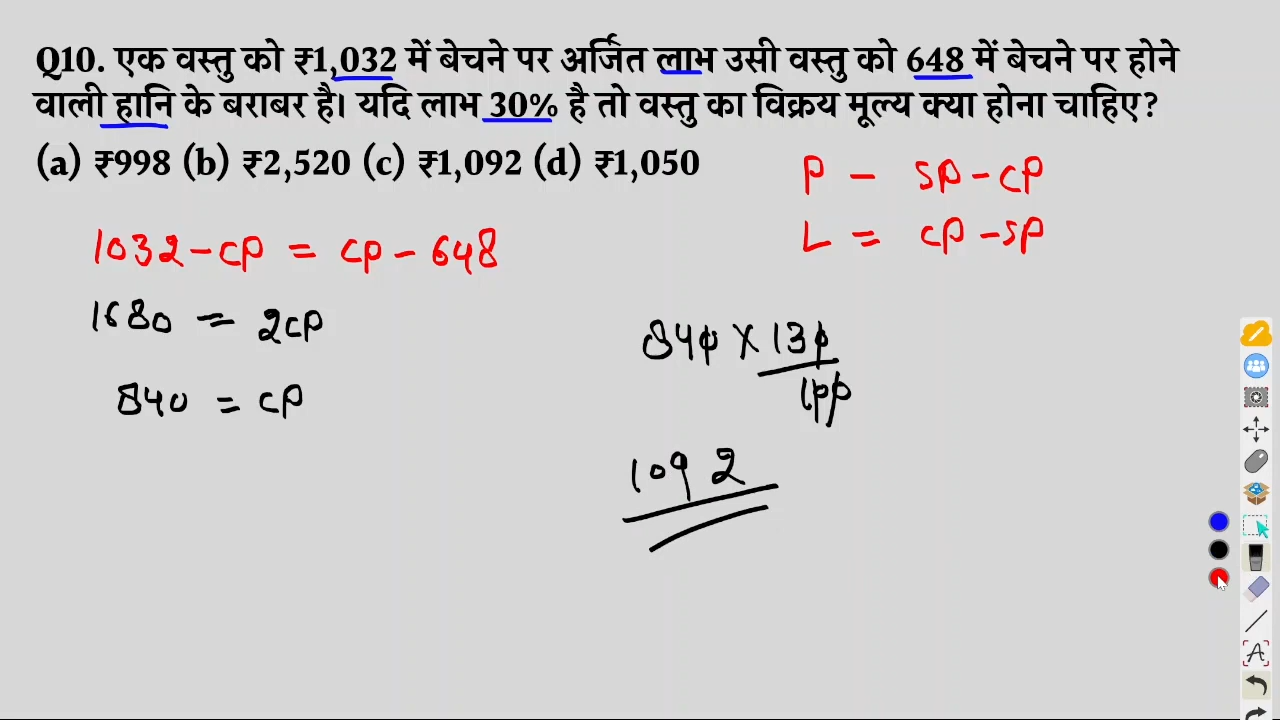 Q10. एक वस्तु को ₹1,032 में बेचने पर अर्जित लाभ उसी वस्तु को 648 में बेचने पर होने
वाली हानि के बराबर है। यदि लाभ 30% है तो वस्तु का विक्रय मूल्य क्या होना चाहिए?
(a) ₹998 (b) ₹2,520 (c) ₹1,092 (d) ₹1,050
P - SP - CP
L = CP - SP
1032 - CP = CP - 648
1680 = 2CP
840 = CP
840 X 130
100
1092